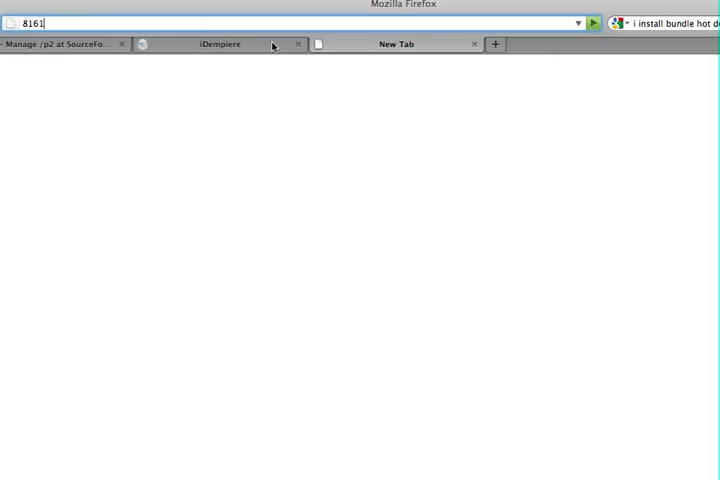 Mozilla Firefox
8161
i install bundle hot d
- Manage /p2 at SourceFo...
iDempiere
New Tab